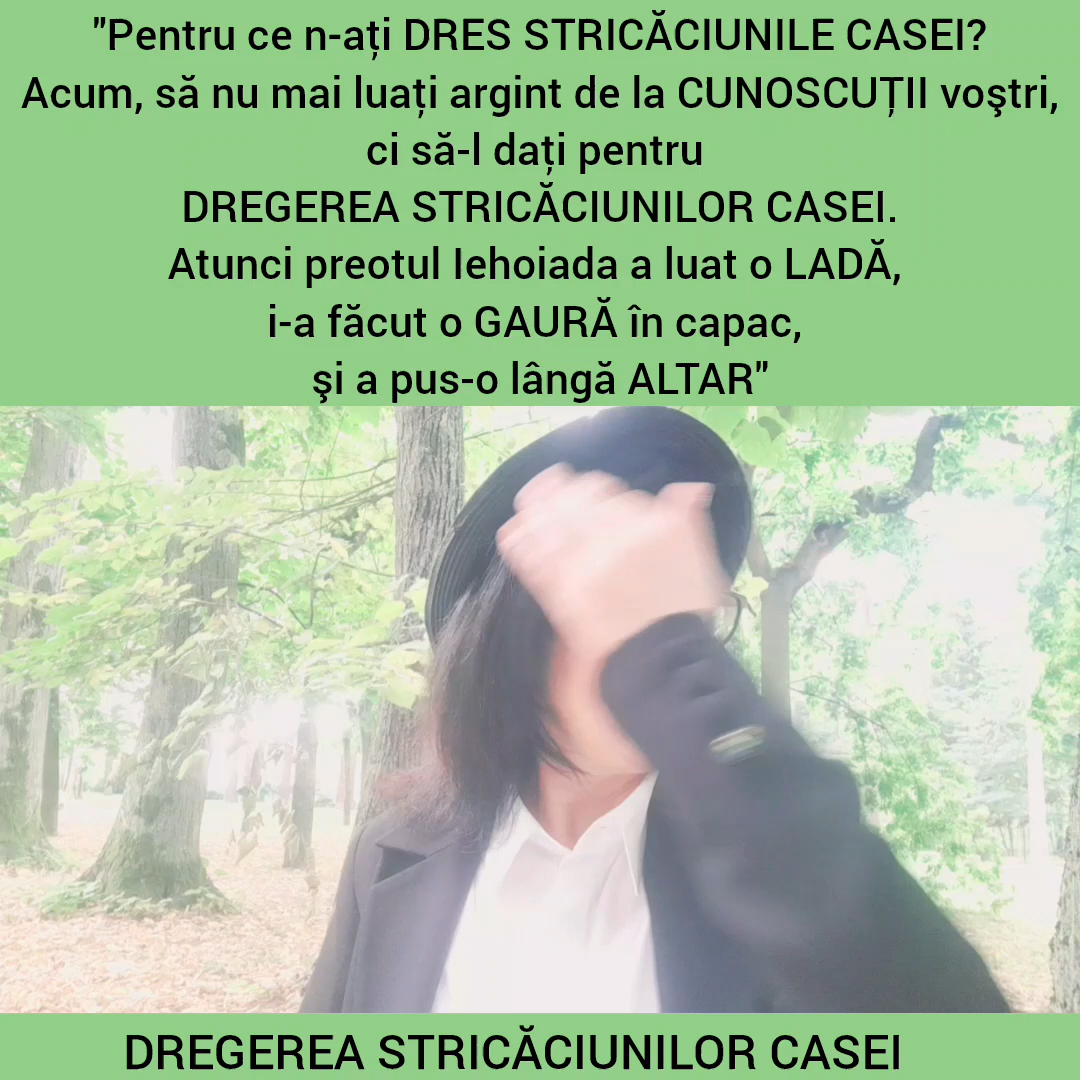 "Pentru ce n-ați DRES STRICĂCIUNILE CASEI?
Acum, să nu mai luați argint de la CUNOSCUȚII voştri,
ci să-l dați pentru
DREGEREA STRICĂCIUNILOR CASEI.
Atunci preotul Iehoiada a luat o LADĂ,
i-a făcut o GAURĂ în capac,
şi a pus-o lângă ALTAR"
DREGEREA STRICĂCIUNILOR CASEI